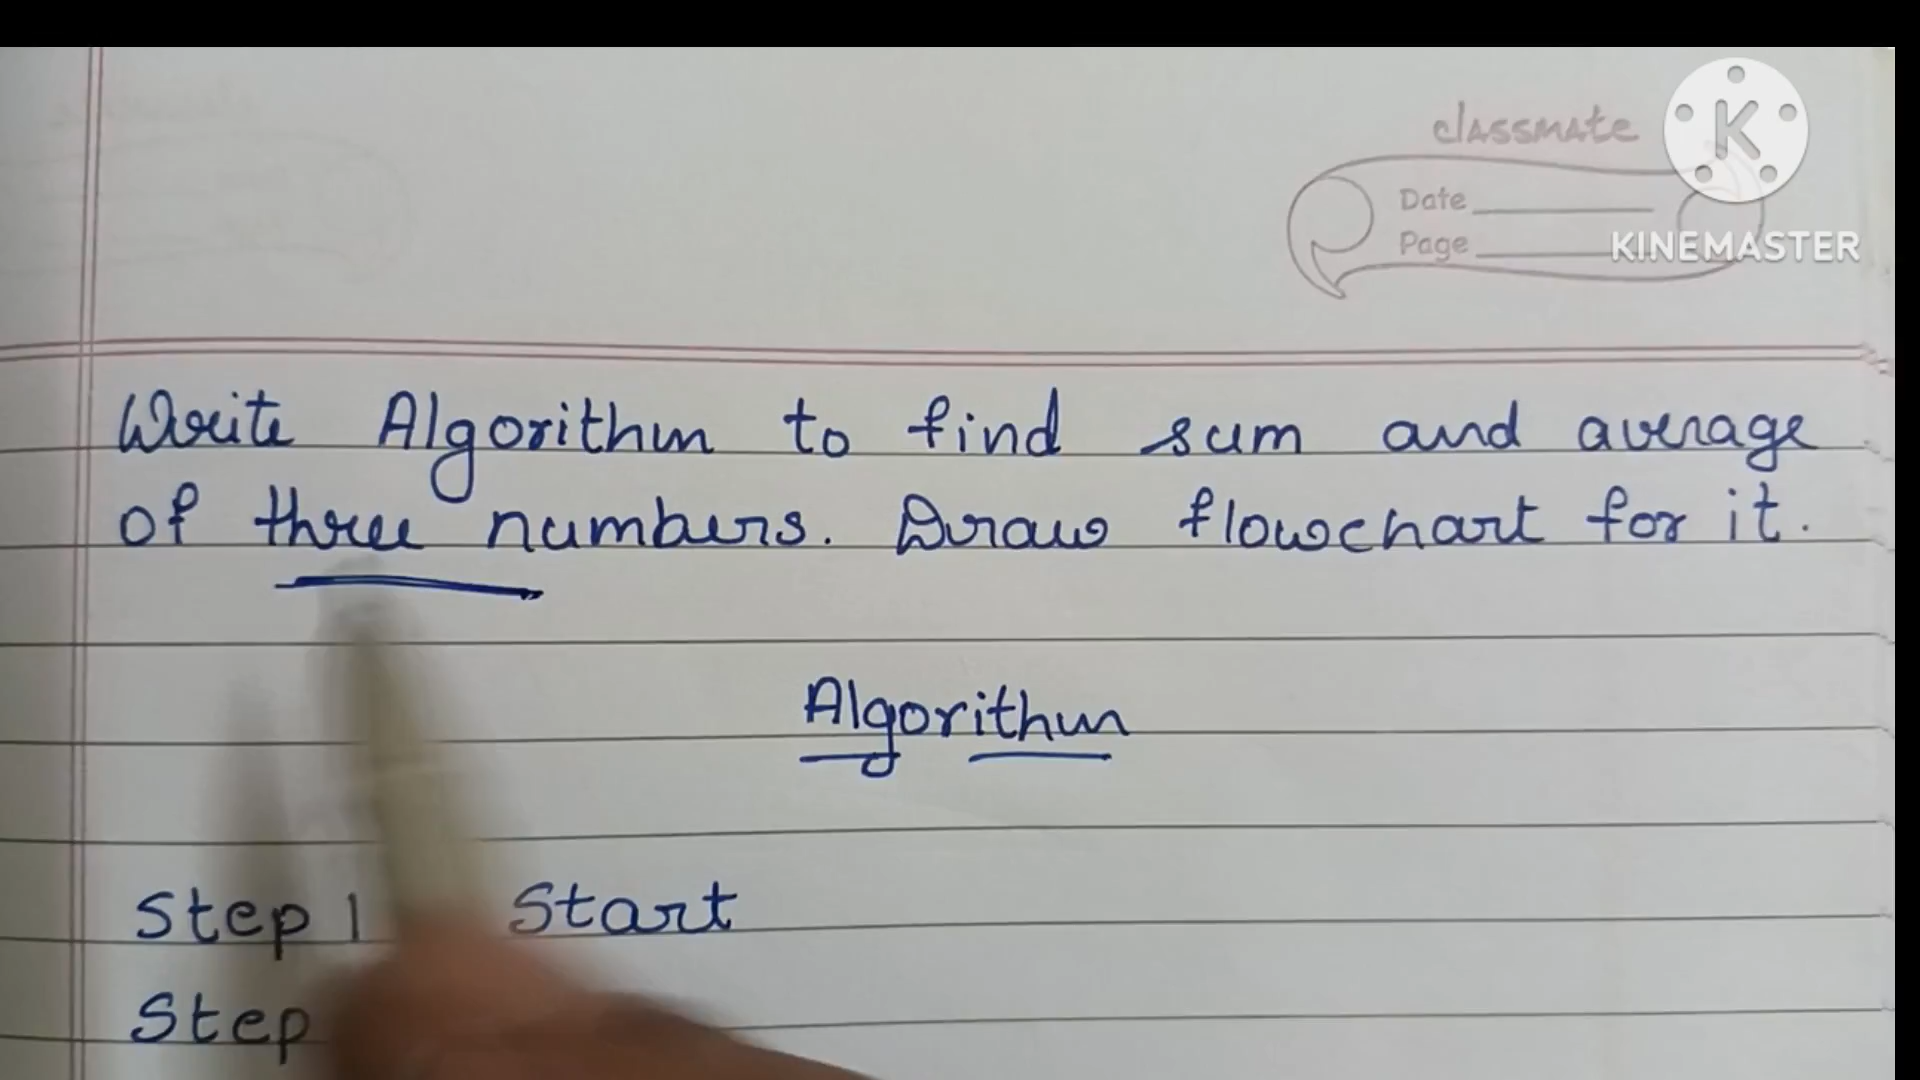 classmate
Date
Page
KINEMASTER
Write Algorithm to find sum and average
of three numbers. Draw flowchart for it.
Algorithm
Step 1 Start
Step